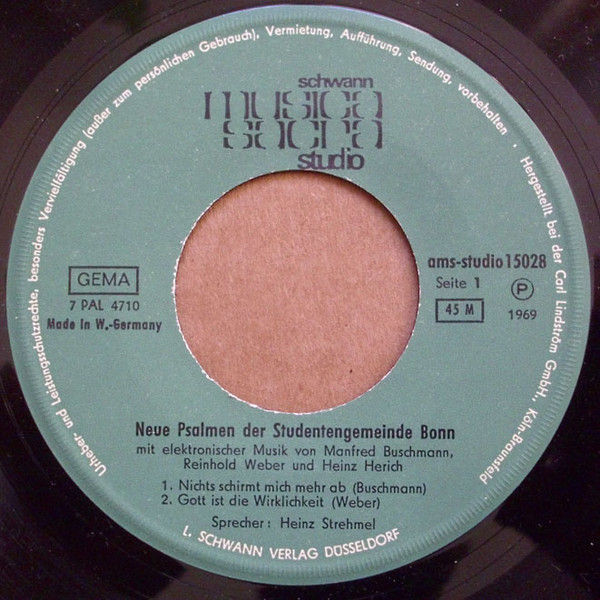 Urheber- und Leistungsschutzrechte, besonders Vervielfältigung (außer zum persönlichen Gebrauch), Vermietung, Aufführung, Sendung, vorbehalten · Hergestellt bei der Carl Lindström GmbH., Köln-Braunsfeld
schwann
MUSICA
SACRA
studio
GEMA
7 PAL 4710
Made in W.-Germany
ams-studio 15028
Seite 1 Ⓟ
45 M 1969
Neue Psalmen der Studentengemeinde Bonn
mit elektronischer Musik von Manfred Buschmann,
Reinhold Weber und Heinz Herich
1. Nichts schirmt mich mehr ab (Buschmann)
2. Gott ist die Wirklichkeit (Weber)
Sprecher: Heinz Strehmel
L. SCHWANN VERLAG DÜSSELDORF